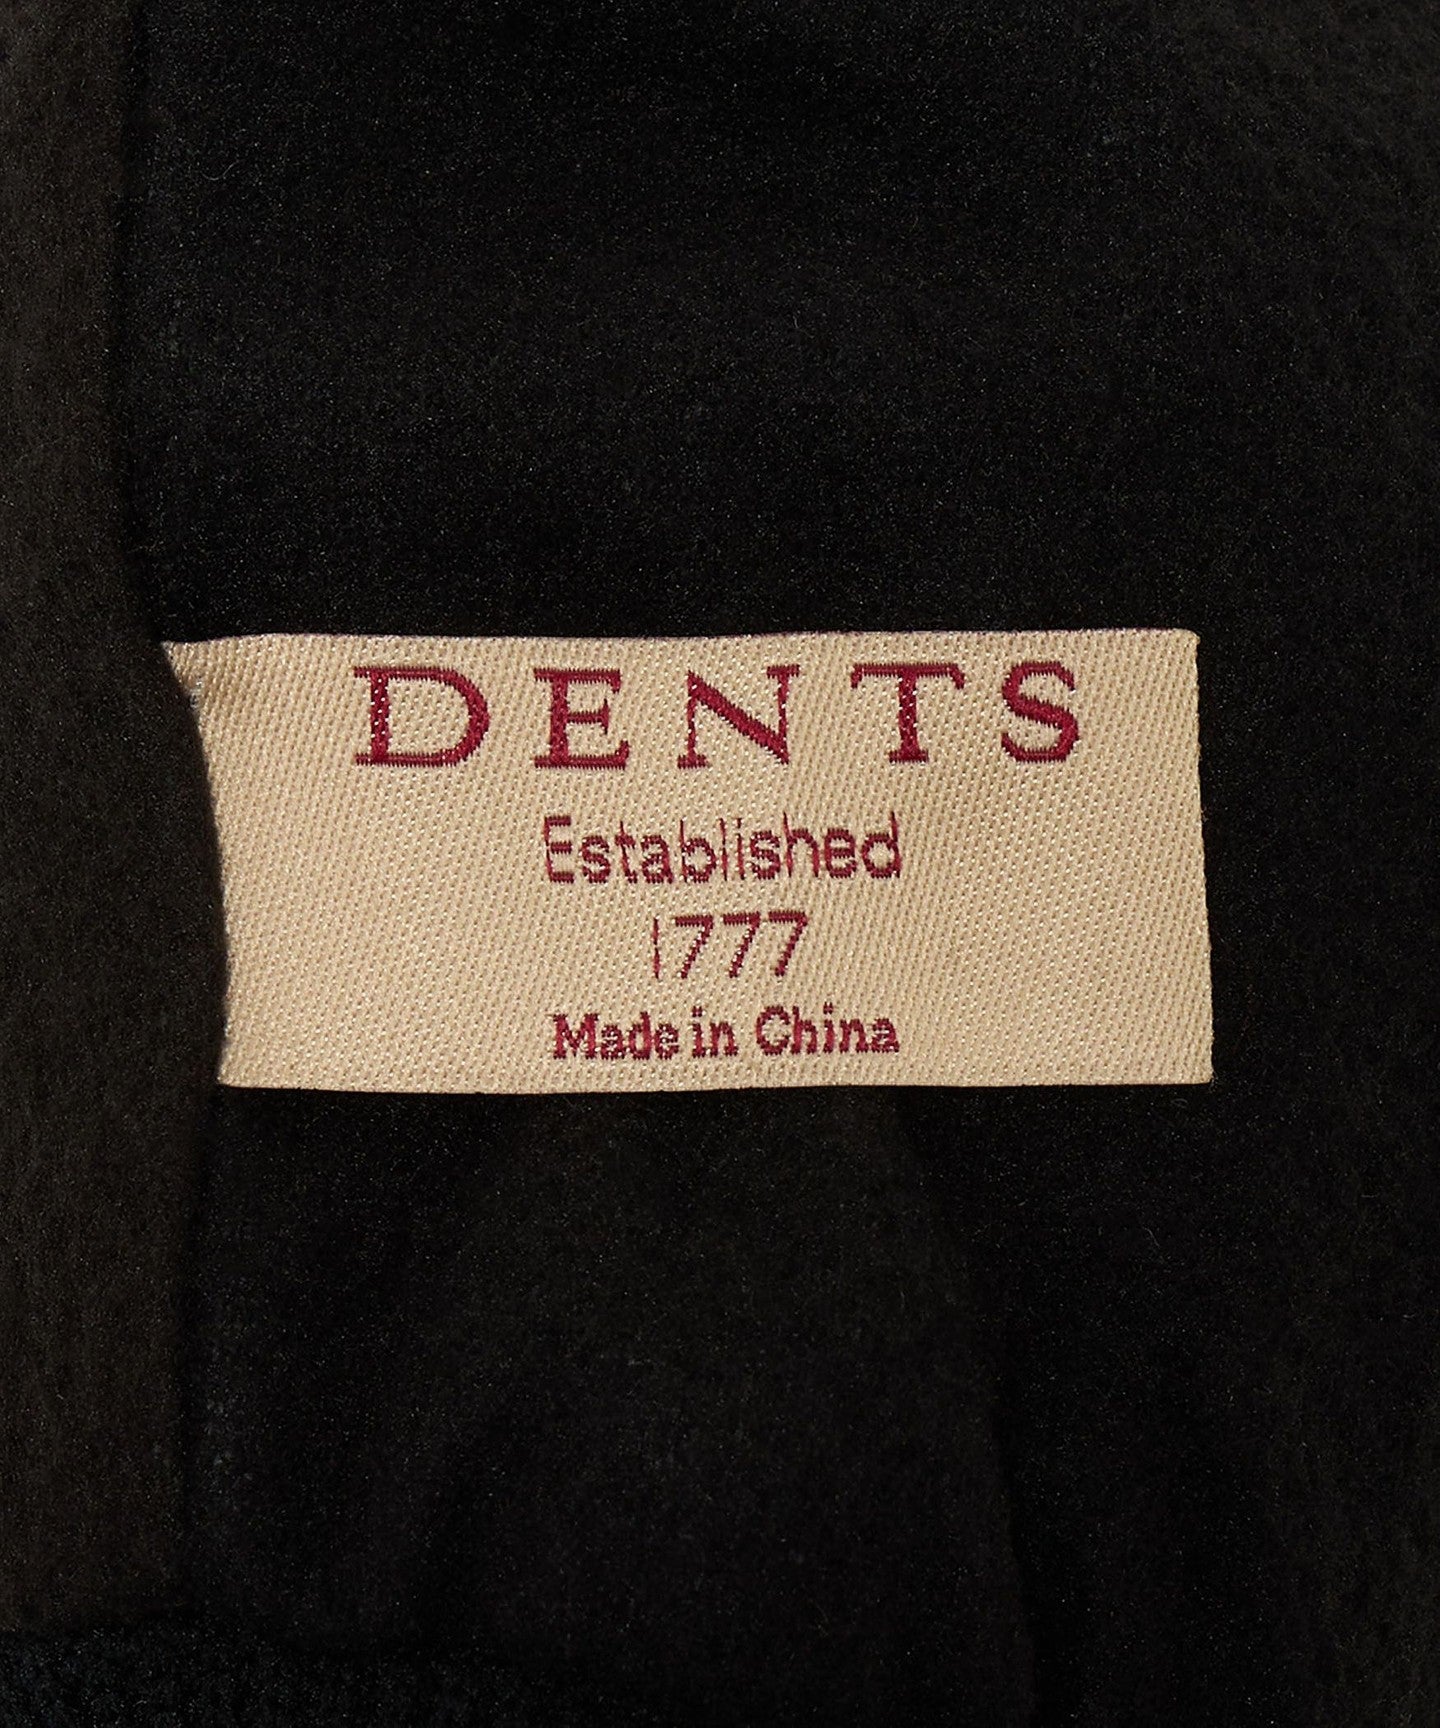 DENTS
Established
1777
Made in China